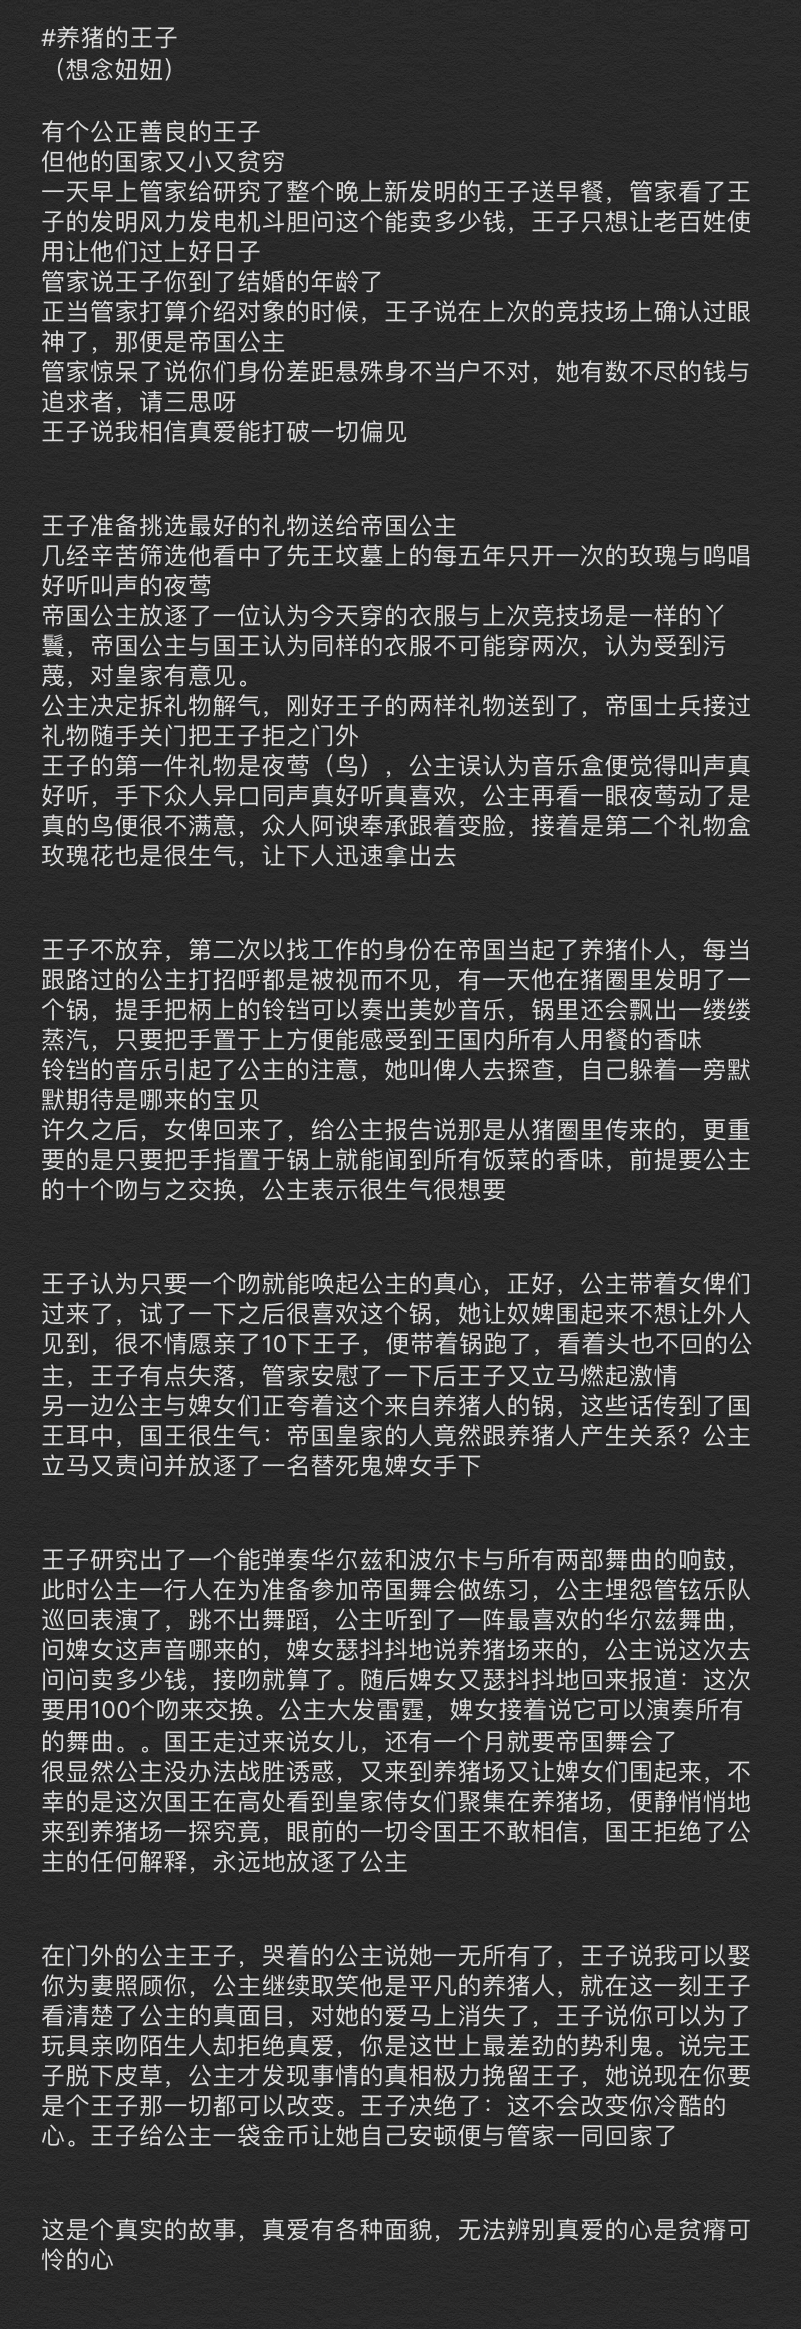 #养猪的王子
（想念妞妞）
有个公正善良的王子
但他的国家又小又贫穷
一天早上管家给研究了整个晚上新发明的王子送早餐，管家看了王
子的发明风力发电机斗胆问这个能卖多少钱，王子只想让老百姓使
用让他们过上好日子
管家说王子你到了结婚的年龄了
正当管家打算介绍对象的时候，王子说在上次的竞技场上确认过眼
神了，那便是帝国公主
管家惊呆了说你们身份差距悬殊身不当户不对，她有数不尽的钱与
追求者，请三思呀
王子说我相信真爱能打破一切偏见
王子准备挑选最好的礼物送给帝国公主
几经辛苦筛选他看中了先王坟墓上的每五年只开一次的玫瑰与鸣唱
好听叫声的夜莺
帝国公主放逐了一位认为今天穿的衣服与上次竞技场是一样的丫
鬟，帝国公主与国王认为同样的衣服不可能穿两次，认为受到污
蔑，对皇家有意见。
公主决定拆礼物解气，刚好王子的两样礼物送到了，帝国士兵接过
礼物随手关门把王子拒之门外
王子的第一件礼物是夜莺（鸟），公主误认为音乐盒便觉得叫声真
好听，手下众人异口同声真好听真喜欢，公主再看一眼夜莺动了是
真的鸟便很不满意，众人阿谀奉承跟着变脸，接着是第二个礼物盒
玫瑰花也是很生气，让下人迅速拿出去
王子不放弃，第二次以找工作的身份在帝国当起了养猪仆人，每当
跟路过的公主打招呼都是被视而不见，有一天他在猪圈里发明了一
个锅，提手把柄上的铃铛可以奏出美妙音乐，锅里还会飘出一缕缕
蒸汽，只要把手置于上方便能感受到王国内所有人用餐的香味
铃铛的音乐引起了公主的注意，她叫俾人去探查，自己躲着一旁默
默期待是哪来的宝贝
许久之后，女俾回来了，给公主报告说那是从猪圈里传来的，更重
要的是只要把手指置于锅上就能闻到所有饭菜的香味，前提要公主
的十个吻与之交换，公主表示很生气很想要
王子认为只要一个吻就能唤起公主的真心，正好，公主带着女俾们
过来了，试了一下之后很喜欢这个锅，她让奴婢围起来不想让外人
见到，很不情愿亲了10下王子，便带着锅跑了，看着头也不回的公
主，王子有点失落，管家安慰了一下后王子又立马燃起激情
另一边公主与婢女们正夸着这个来自养猪人的锅，这些话传到了国
王耳中，国王很生气：帝国皇家的人竟然跟养猪人产生关系？公主
立马又责问并放逐了一名替死鬼婢女手下
王子研究出了一个能弹奏华尔兹和波尔卡与所有两部舞曲的响鼓，
此时公主一行人在为准备参加帝国舞会做练习，公主埋怨管铉乐队
巡回表演了，跳不出舞蹈，公主听到了一阵最喜欢的华尔兹舞曲，
问婢女这声音哪来的，婢女瑟抖抖地说养猪场来的，公主说这次去
问问卖多少钱，接吻就算了。随后婢女又瑟抖抖地回来报道：这次
要用100个吻来交换。公主大发雷霆，婢女接着说它可以演奏所有
的舞曲。。国王走过来说女儿，还有一个月就要帝国舞会了
很显然公主没办法战胜诱惑，又来到养猪场又让婢女们围起来，不
幸的是这次国王在高处看到皇家侍女们聚集在养猪场，便静悄悄地
来到养猪场一探究竟，眼前的一切令国王不敢相信，国王拒绝了公
主的任何解释，永远地放逐了公主
在门外的公主王子，哭着的公主说她一无所有了，王子说我可以娶
你为妻照顾你，公主继续取笑他是平凡的养猪人，就在这一刻王子
看清楚了公主的真面目，对她的爱马上消失了，王子说你可以为了
玩具亲吻陌生人却拒绝真爱，你是这世上最差劲的势利鬼。说完王
子脱下皮草，公主才发现事情的真相极力挽留王子，她说现在你要
是个王子那一切都可以改变。王子决绝了：这不会改变你冷酷的
心。王子给公主一袋金币让她自己安顿便与管家一同回家了
这是个真实的故事，真爱有各种面貌，无法辨别真爱的心是贫瘠可
怜的心